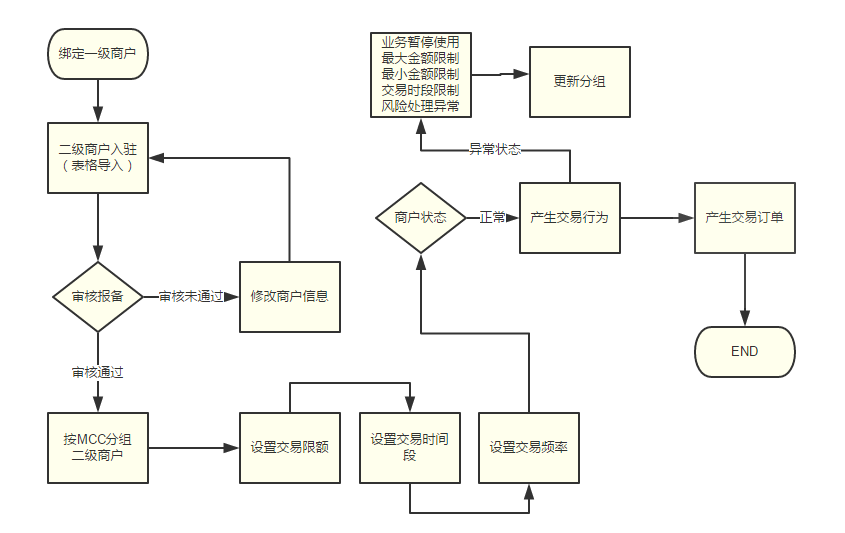 绑定一级商户
二级商户入驻
（表格导入）
审核报备
审核未通过
修改商户信息
审核通过
按MCC分组
二级商户
设置交易限额
设置交易时间
段
设置交易频率
商户状态
正常
产生交易行为
异常状态
业务暂停使用
最大金额限制
最小金额限制
交易时段限制
风险处理异常
更新分组
产生交易订单
END